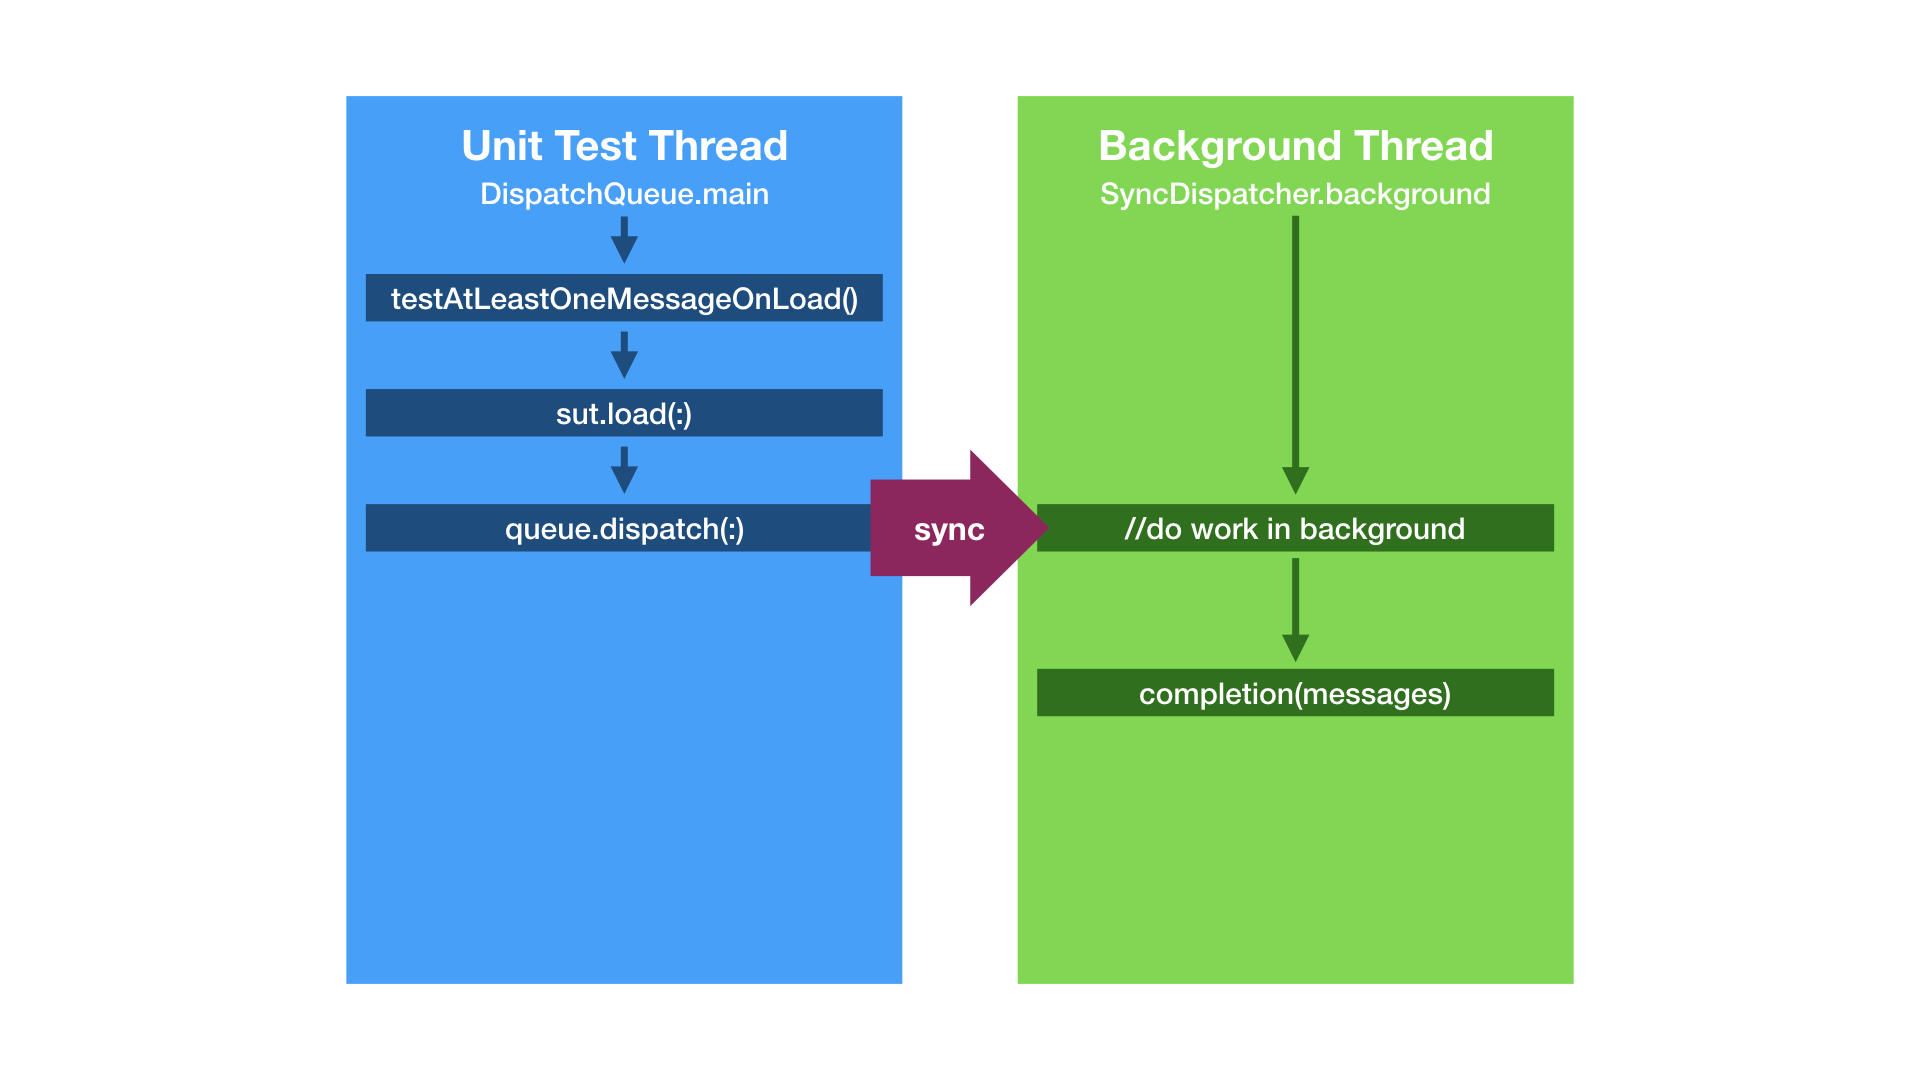 Unit Test Thread
DispatchQueue.main
testAtLeastOneMessageOnLoad()
sut.load(:)
queue.dispatch(:)
sync
Background Thread
SyncDispatcher.background
//do work in background
completion(messages)